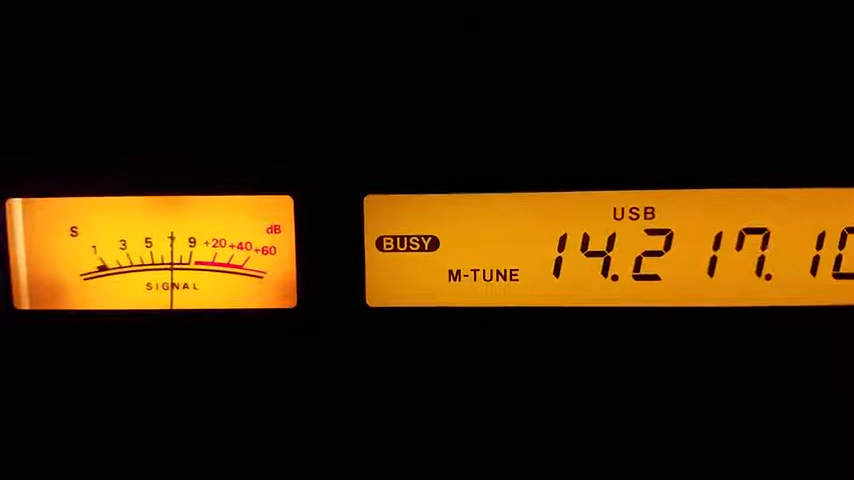 S dB
1 3 5 7 9 +20 +40 +60
SIGNAL
USB
BUSY
14.217.10
M-TUNE